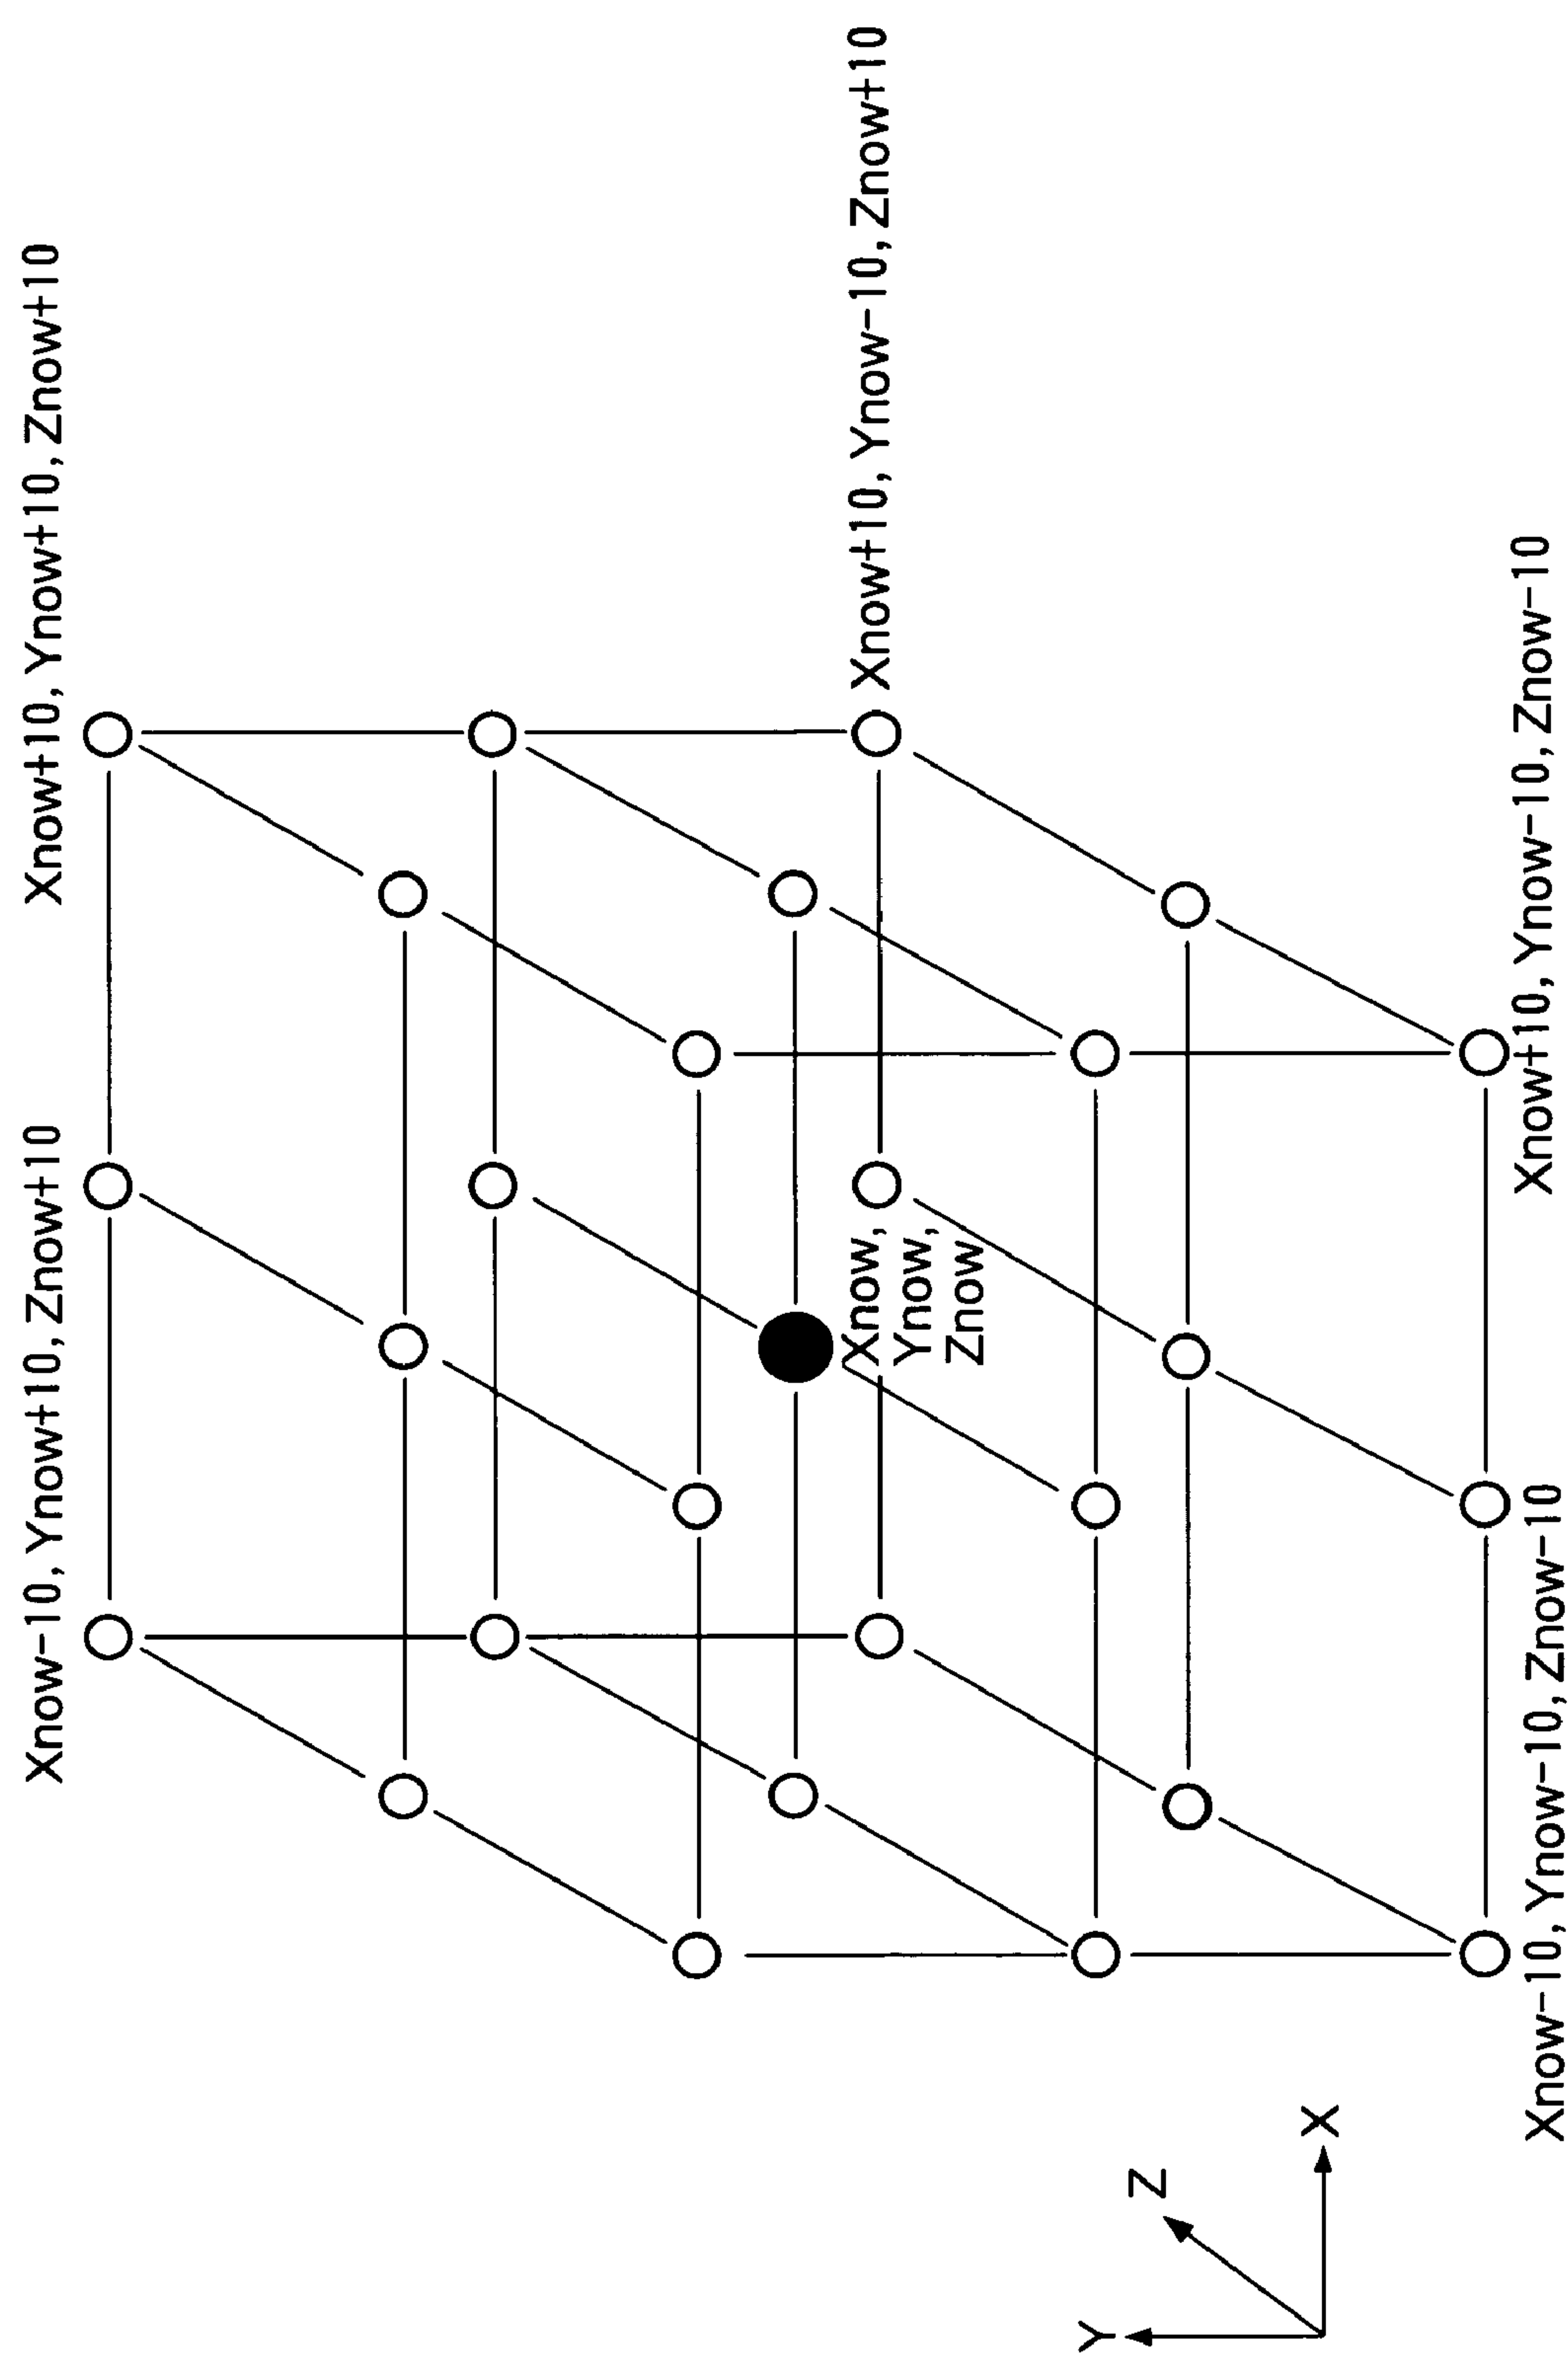 Xnow-10, Ynow+10, Znow+10
Xnow+10, Ynow+10, Znow+10
Xnow+10, Ynow-10, Znow+10
Xnow,
Ynow,
Znow
Y
Z
X
Xnow-10, Ynow-10, Znow-10
Xnow+10, Ynow-10, Znow-10